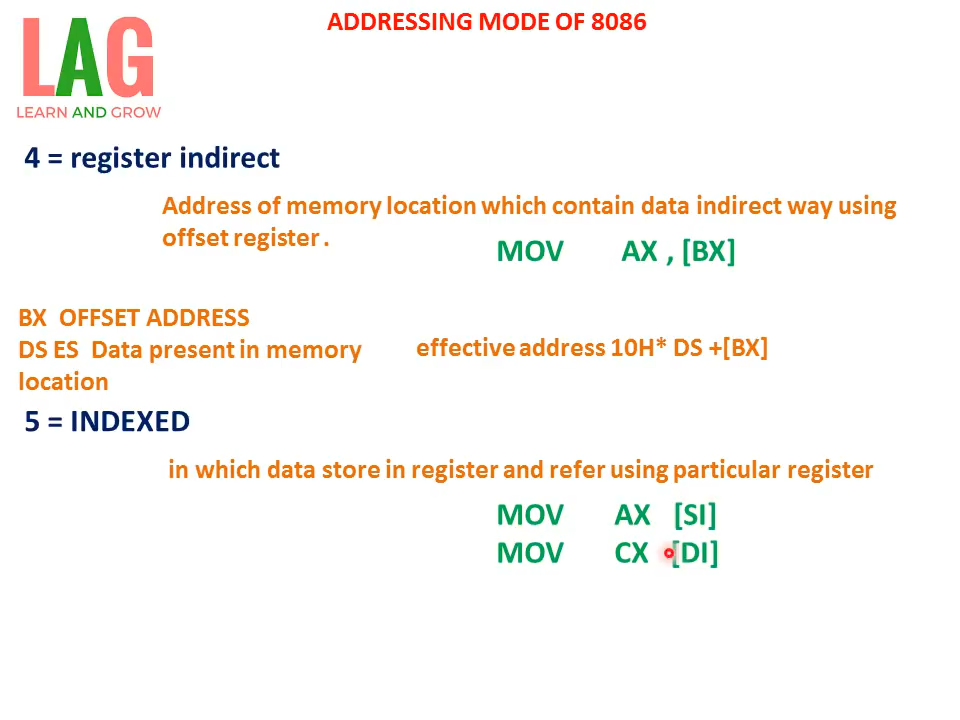 ADDRESSING MODE OF 8086
LAG
LEARN AND GROW
4 = register indirect
Address of memory location which contain data indirect way using
offset register .
MOV AX , [BX]
BX OFFSET ADDRESS
DS ES Data present in memory
location
effective address 10H* DS +[BX]
5 = INDEXED
in which data store in register and refer using particular register
MOV AX [SI]
MOV CX [DI]